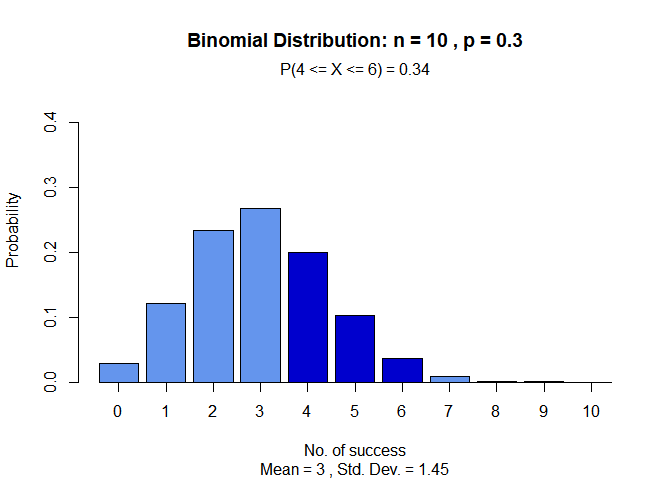 Binomial Distribution: n = 10 , p = 0.3
P(4 <= X <= 6) = 0.34
Probability
0.4
0.3
0.2
0.1
0.0
0 1 2 3 4 5 6 7 8 9 10
No. of success
Mean = 3 , Std. Dev. = 1.45